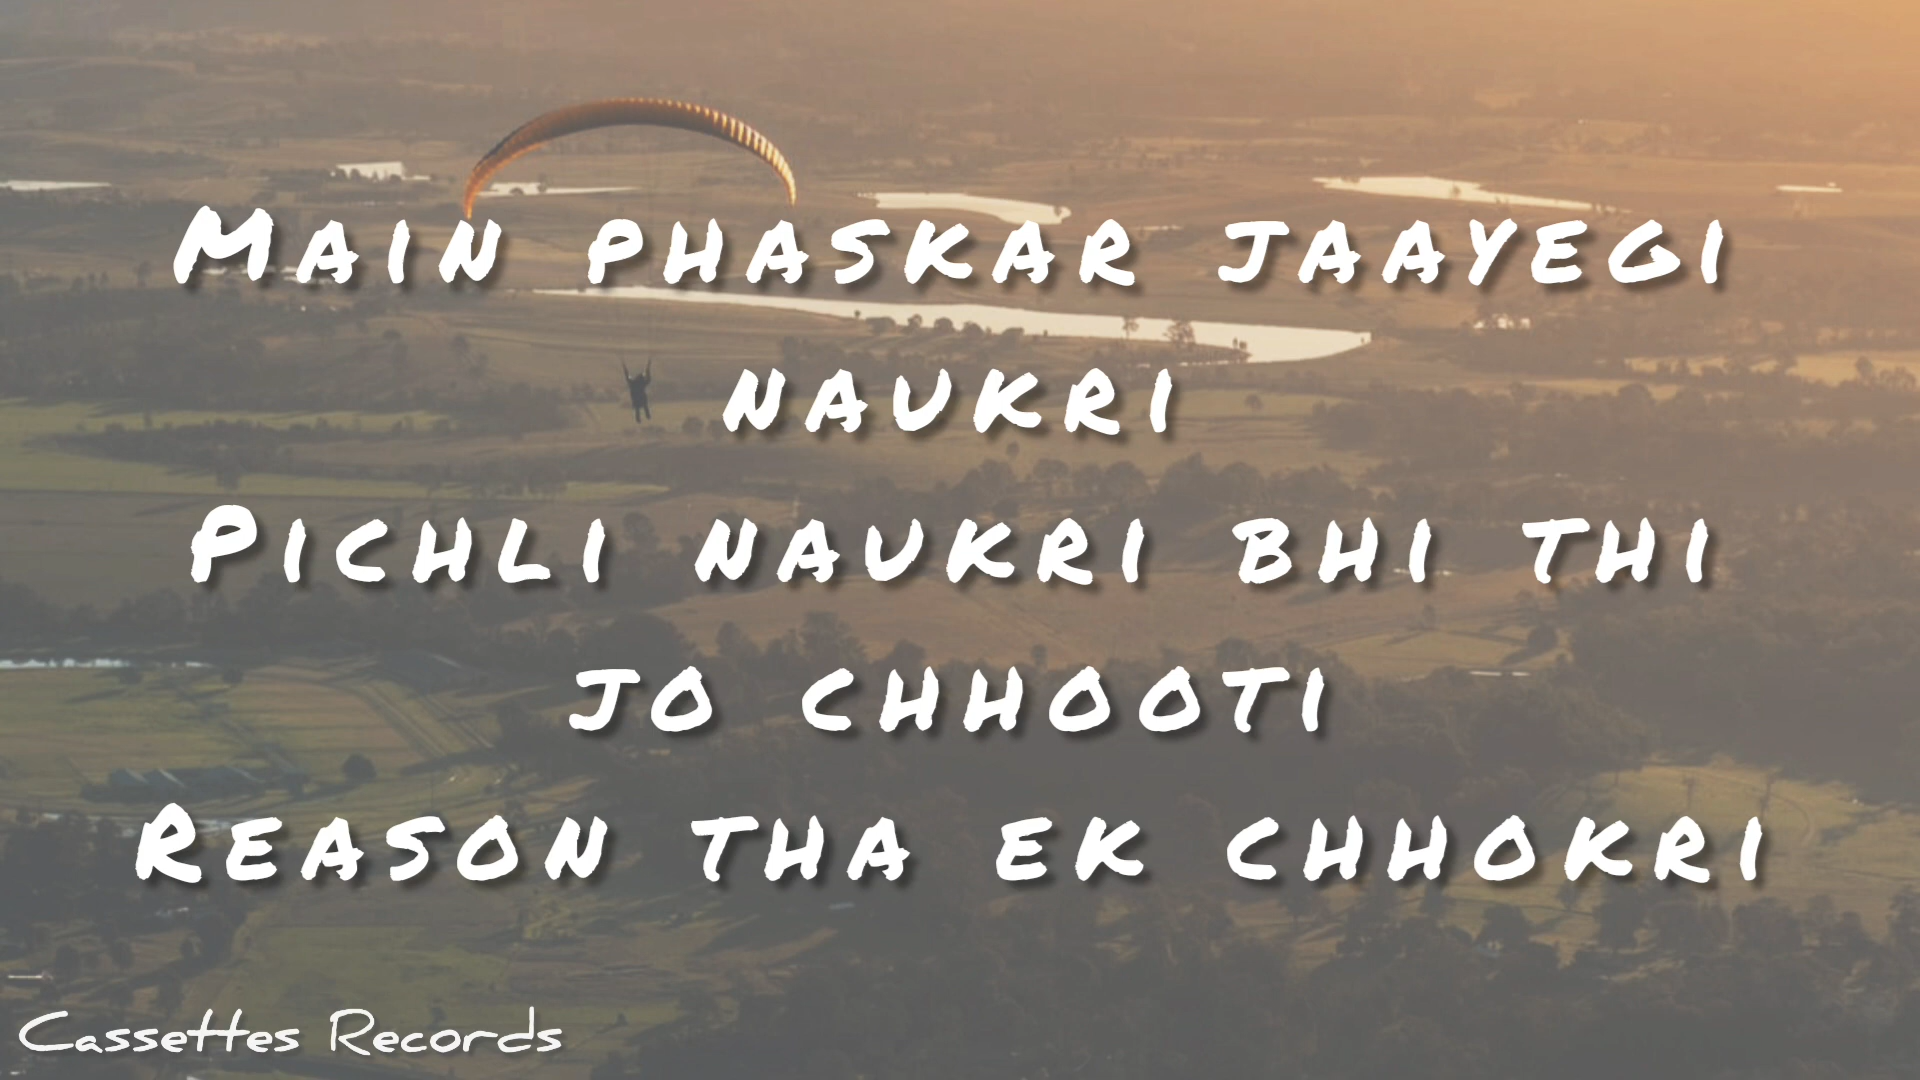 Main phaskar jaayegi
naukri
Pichli naukri bhi thi
jo chhooti
Reason tha ek chhokri
Cassettes Records